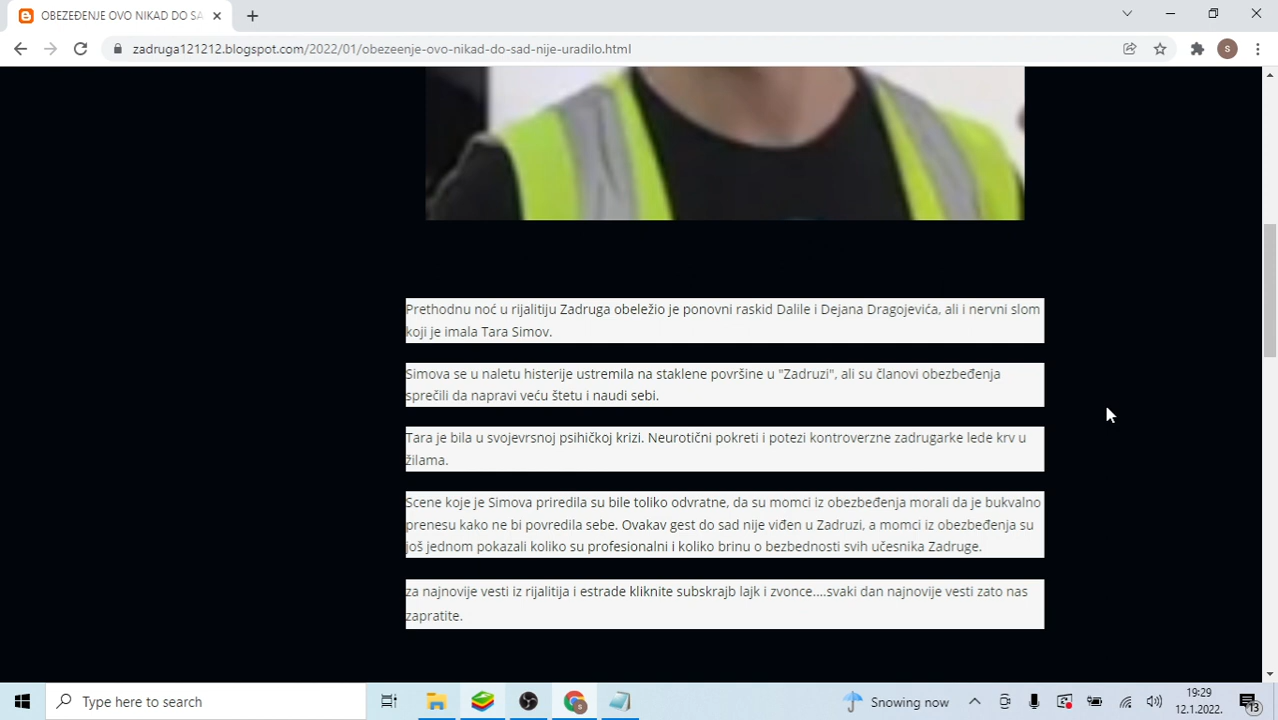 OBEZEĐENJE OVO NIKAD DO SA
zadruga121212.blogspot.com/2022/01/obezeenje-ovo-nikad-do-sad-nije-uradilo.html
S
Prethodnu noć u rijalitiju Zadruga obeležio je ponovni raskid Dalile i Dejana Dragojevića, ali i nervni slom
koji je imala Tara Simov.
Simova se u naletu histerije ustremila na staklene površine u "Zadruzi", ali su članovi obezbeđenja
sprečili da napravi veću štetu i naudi sebi.
Tara je bila u svojevrsnoj psihičkoj krizi. Neurotični pokreti i potezi kontroverzne zadrugarke lede krv u
žilama.
Scene koje je Simova priredila su bile toliko odvratne, da su momci iz obezbeđenja morali da je bukvalno
prenesu kako ne bi povredila sebe. Ovakav gest do sad nije viđen u Zadruzi, a momci iz obezbeđenja su
još jednom pokazali koliko su profesionalni i koliko brinu o bezbednosti svih učesnika Zadruge.
za najnovije vesti iz rijalitija i estrade kliknite subskrajb lajk i zvonce....svaki dan najnovije vesti zato nas
zapratite.
Type here to search
Snowing now
19:29
12.1.2022.
13